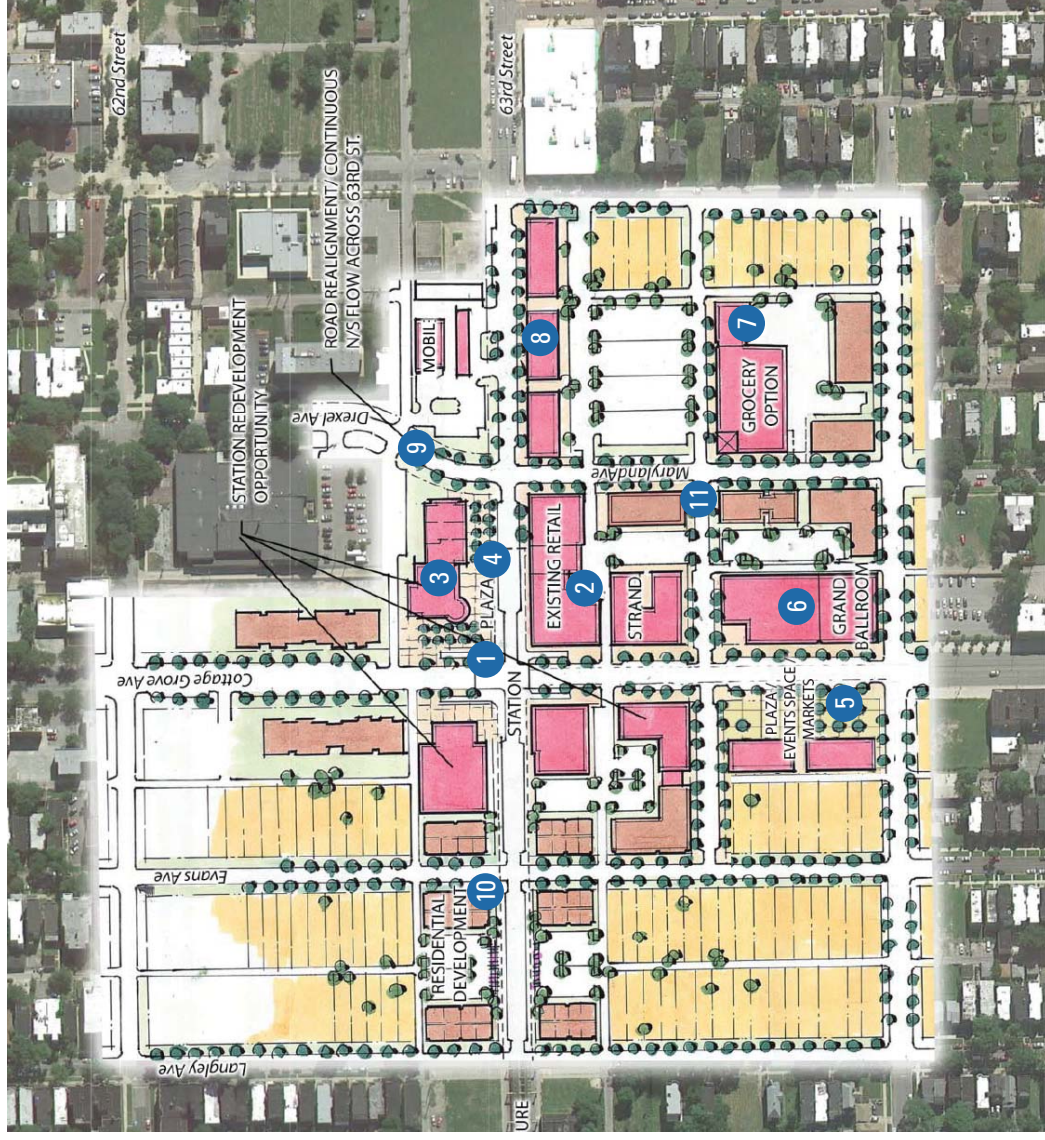 62nd Street
63rd Street
STATION REDEVELOPMENT
OPPORTUNITY
ROAD REALIGNMENT/ CONTINUOUS
N/S FLOW ACROSS 63RD ST.
Drexel Ave
MOBIL
9
8
7
GROCERY
OPTION
Maryland Ave
11
3
4
PLAZA
EXISTING RETAIL
2
STRAND
6
GRAND
BALLROOM
Cottage Grove Ave
1
STATION
PLAZA /
EVENTS SPACE /
MARKETS
5
Evans Ave
10
RESIDENTIAL
DEVELOPMENT
Langley Ave
URE